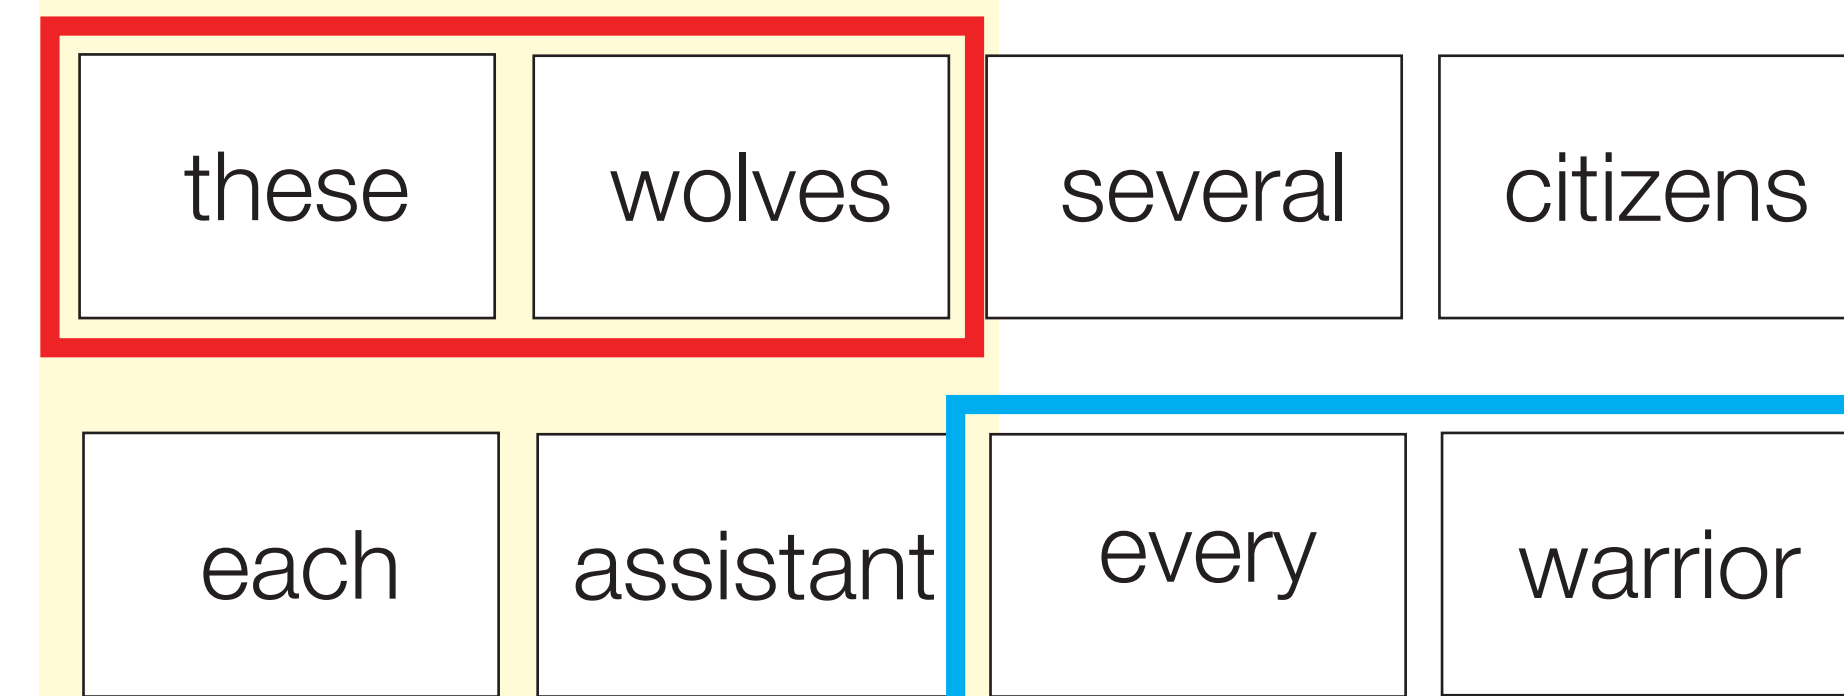 these wolves several citizens
each assistant every warrior